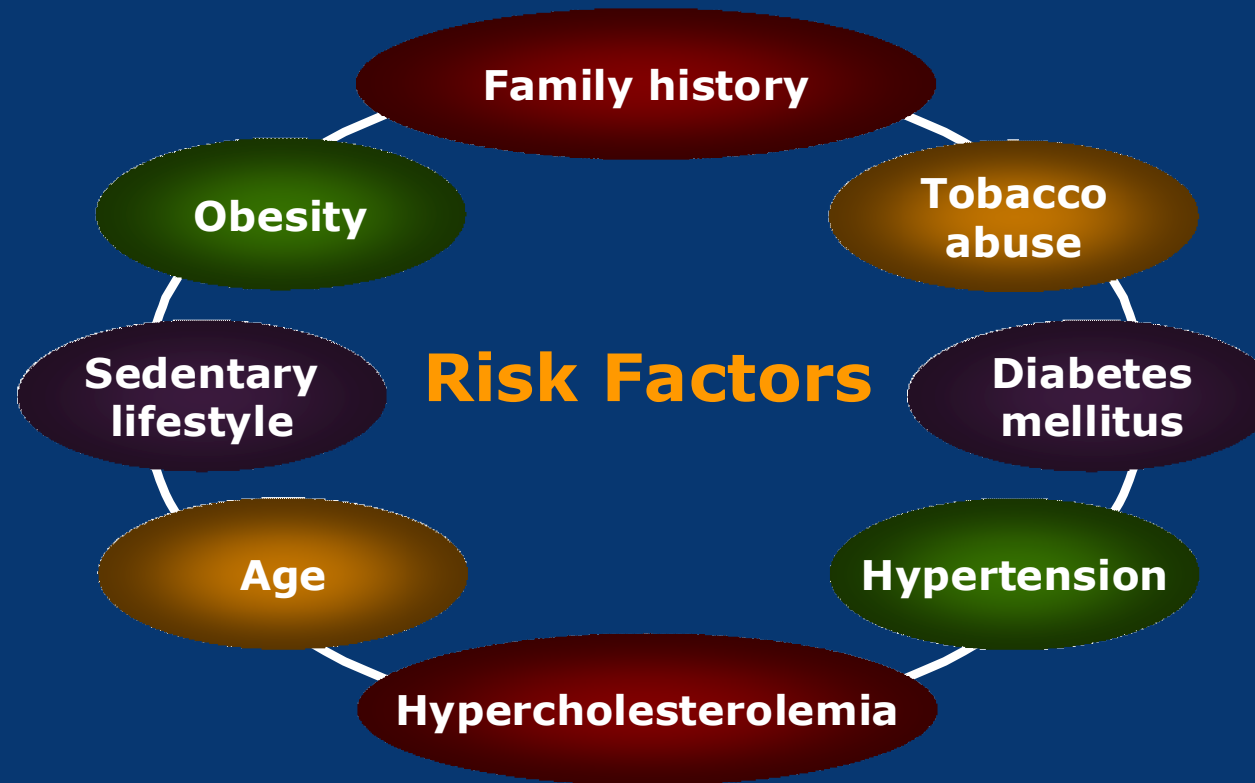 Family history
Obesity
Tobacco
abuse
Sedentary
lifestyle
Risk Factors
Diabetes
mellitus
Age
Hypertension
Hypercholesterolemia